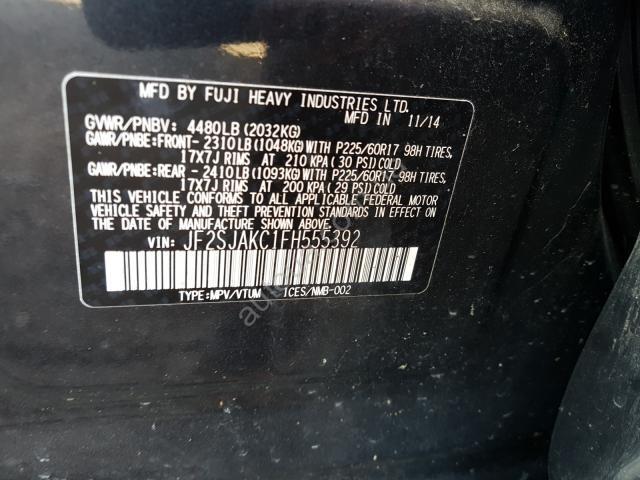 MFD BY FUJI HEAVY INDUSTRIES LTD.
MFD IN 11/14
GVWR/PNBV: 4480LB (2032KG)
GAWR/PNBE:FRONT- 2310LB (1048KG) WITH P225/60R17 98H TIRES,
17X7J RIMS AT 210 KPA (30 PSI) COLD
GAWR/PNBE:REAR - 2410LB (1093KG) WITH P225/60R17 98H TIRES,
17X7J RIMS AT 200 KPA (29 PSI) COLD
THIS VEHICLE CONFORMS TO ALL APPLICABLE FEDERAL MOTOR
VEHICLE SAFETY AND THEFT PREVENTION STANDARDS IN EFFECT ON
THE DATE OF MANUFACTURE SHOWN ABOVE.
VIN: JF2SJAKC1FH555392
TYPE:MPV/VTUM ICES/NMB-002